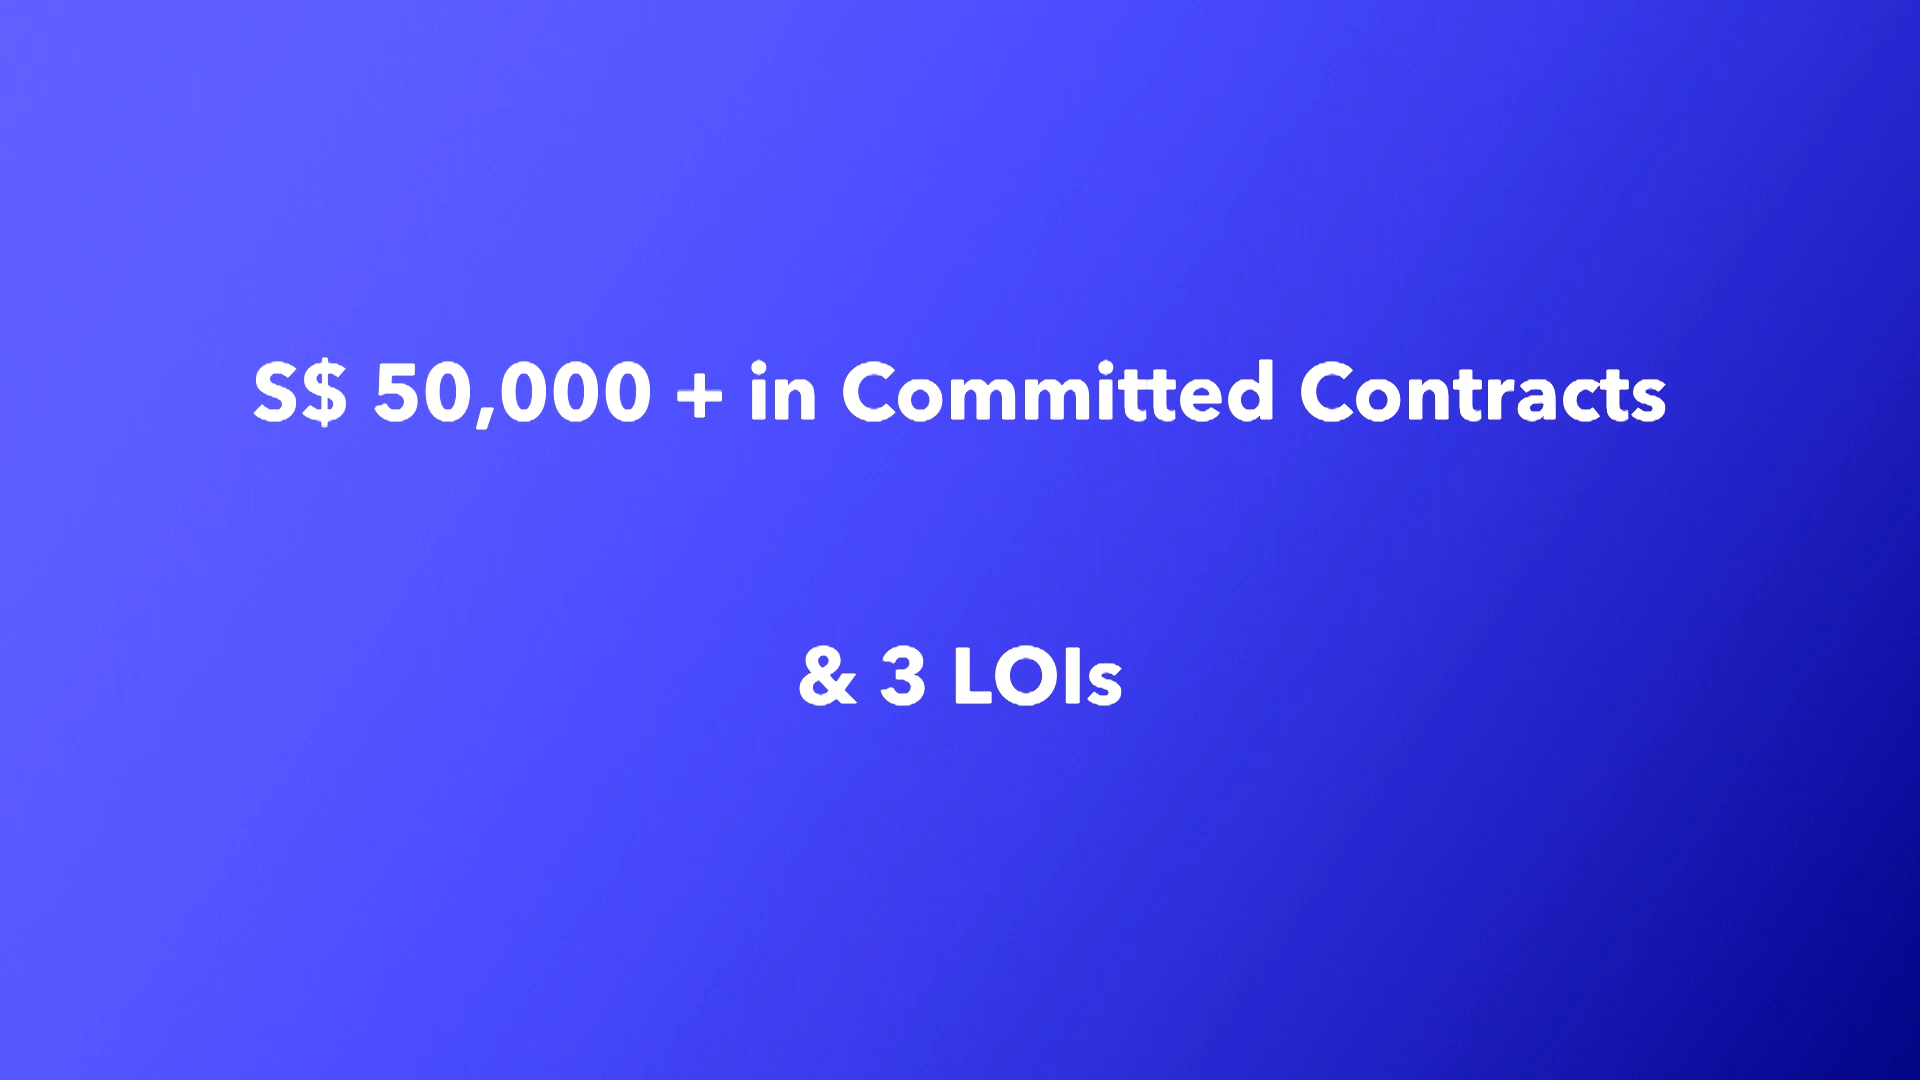 S$ 50,000 + in Committed Contracts
& 3 LOIs